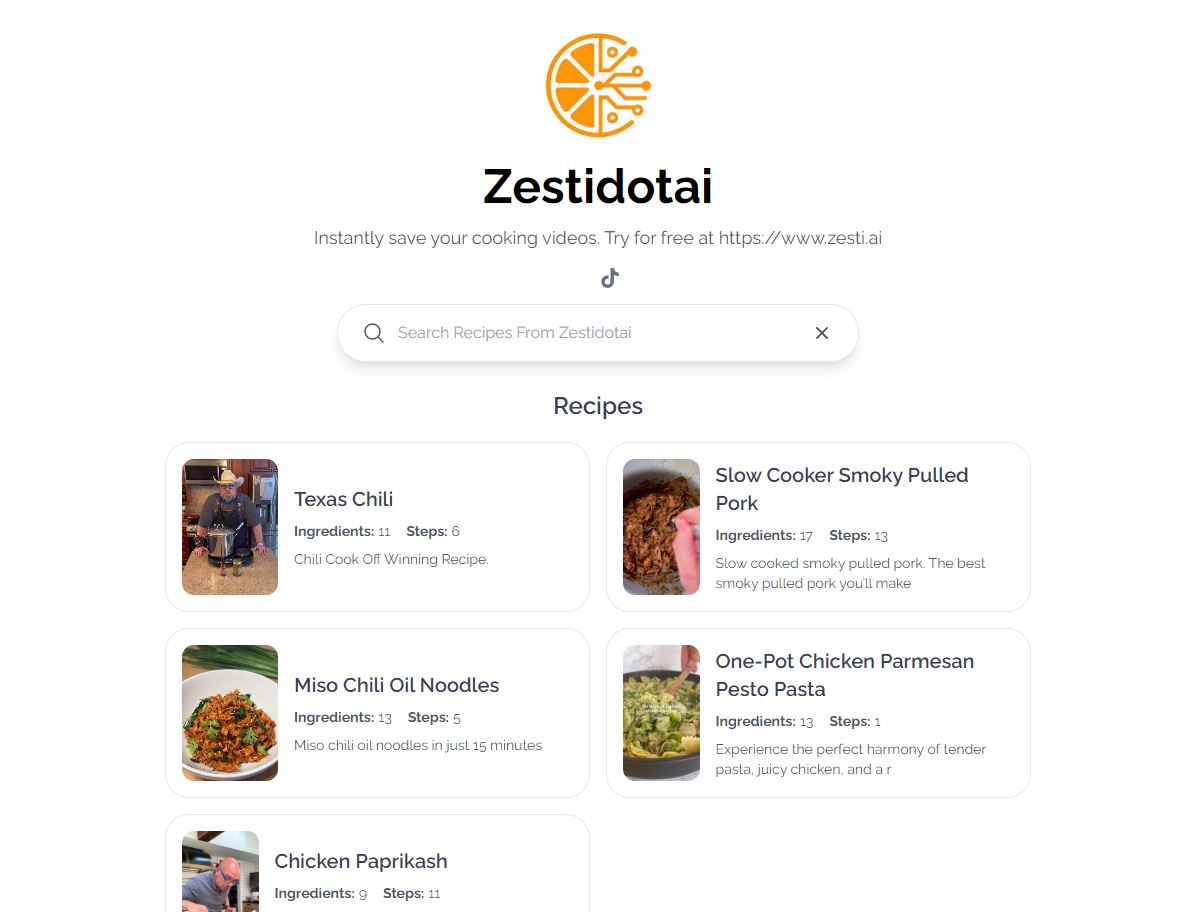 Zestidotai
Instantly save your cooking videos. Try for free at https://www.zesti.ai
Search Recipes From Zestidotai
Recipes
Texas Chili
Ingredients: 11 Steps: 6
Chili Cook Off Winning Recipe.
Slow Cooker Smoky Pulled
Pork
Ingredients: 17 Steps: 13
Slow cooked smoky pulled pork. The best
smoky pulled pork you'll make
Miso Chili Oil Noodles
Ingredients: 13 Steps: 5
Miso chili oil noodles in just 15 minutes
One-Pot Chicken Parmesan
Pesto Pasta
Ingredients: 13 Steps: 1
Experience the perfect harmony of tender
pasta, juicy chicken, and a r
Chicken Paprikash
Ingredients: 9 Steps: 11